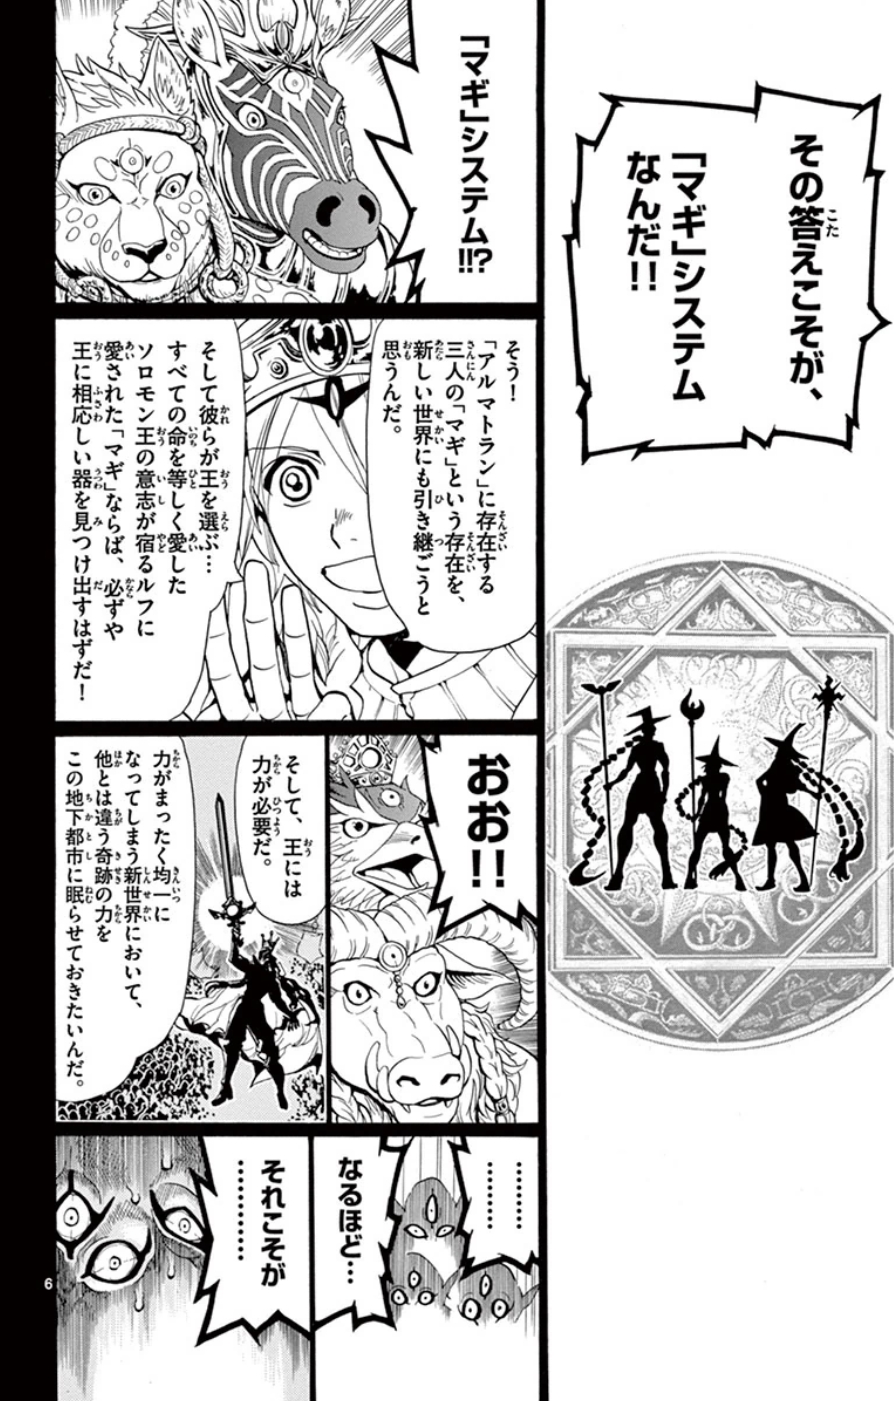 その答えこそが、
「マギ」システム
なんだ!!
「マギ」システム!!?
そう!
「アルマトラン」に存在する
三人の「マギ」という存在を、
新しい世界にも引き継ごうと
思うんだ。
そして彼らが王を選ぶ…
すべての命を等しく愛した
ソロモン王の意志が宿るルフに
愛された「マギ」ならば、必ずや
王に相応しい器を見つけ出すはずだ!
おお!!
そして、王には
力が必要だ。
力がまったく均一に
なってしまう新世界において、
他とは違う奇跡の力を
この地下都市に眠らせておきたいんだ。
………
………
なるほど…
それこそが
…………
6